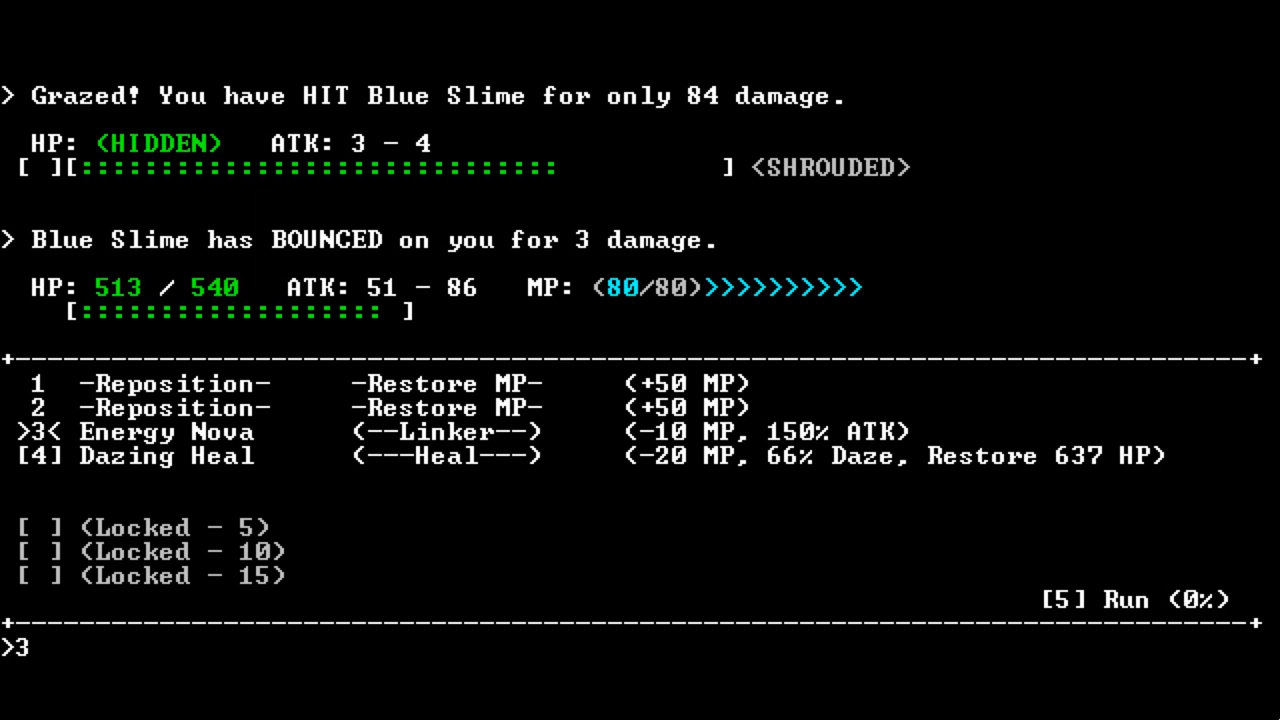 > Grazed! You have HIT Blue Slime for only 84 damage.
HP: (HIDDEN) ATK: 3 - 4
[ ][:::::::::::::::::::::::::::::: ] <SHROUDED>
> Blue Slime has BOUNCED on you for 3 damage.
HP: 513 / 540 ATK: 51 - 86 MP: (80/80)>>>>>>>>>>
[::::::::::::::::::: ]
+------------------------------------------------------------------------------+
1 -Reposition- -Restore MP- (+50 MP)
2 -Reposition- -Restore MP- (+50 MP)
>3< Energy Nova (--Linker--) (-10 MP, 150% ATK)
[4] Dazing Heal (---Heal---) (-20 MP, 66% Daze, Restore 637 HP)
[ ] (Locked - 5)
[ ] (Locked - 10)
[ ] (Locked - 15)
[5] Run (0%)
+------------------------------------------------------------------------------+
>3